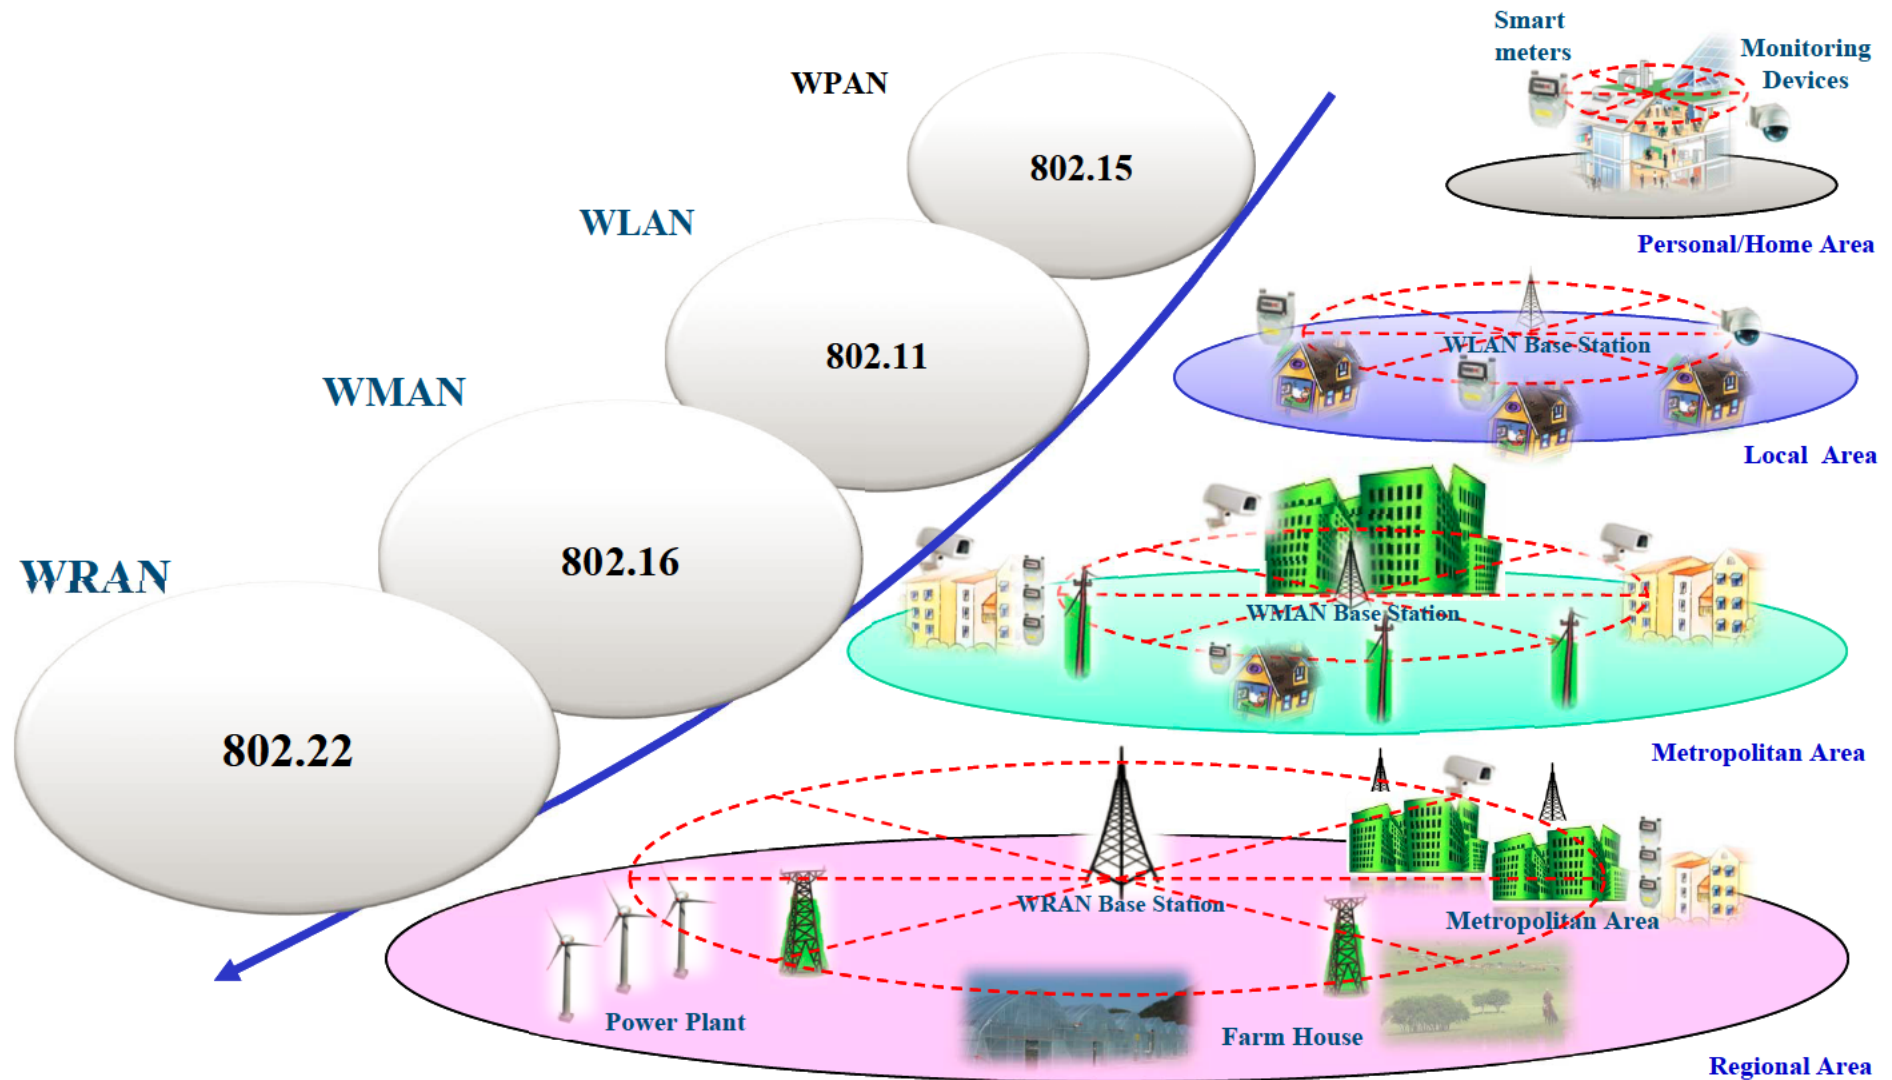 Smart
meters
Monitoring
Devices
WPAN
802.15
Personal/Home Area
WLAN
802.11
WLAN Base Station
Local Area
WMAN
802.16
WMAN Base Station
Metropolitan Area
WRAN
802.22
WRAN Base Station
Metropolitan Area
Power Plant
Farm House
Regional Area